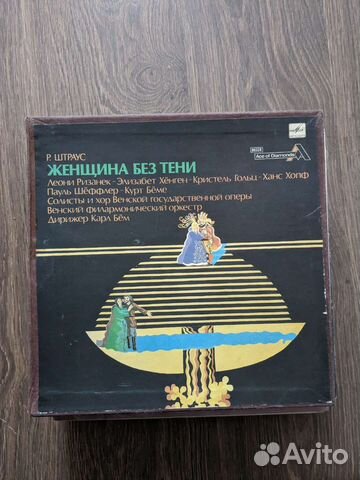 Р. ШТРАУС
ЖЕНЩИНА БЕЗ ТЕНИ
Леони Ризанек - Элизабет Хёнген - Кристель Гольц - Ханс Хопф
Пауль Шёффлер - Курт Бёме
Солисты и хор Венской государственной оперы
Венский филармонический оркестр
Дирижер Карл Бём
DECCA
Ace of Diamonds
Avito